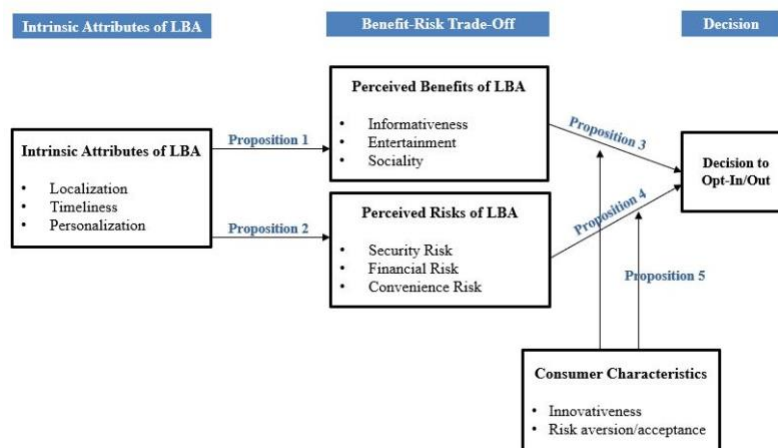 Intrinsic Attributes of LBA
Benefit-Risk Trade-Off
Decision
Intrinsic Attributes of LBA
• Localization
• Timeliness
• Personalization
Proposition 1
Proposition 2
Perceived Benefits of LBA
• Informativeness
• Entertainment
• Sociality
Perceived Risks of LBA
• Security Risk
• Financial Risk
• Convenience Risk
Proposition 3
Proposition 4
Proposition 5
Decision to
Opt-In/Out
Consumer Characteristics
• Innovativeness
• Risk aversion/acceptance